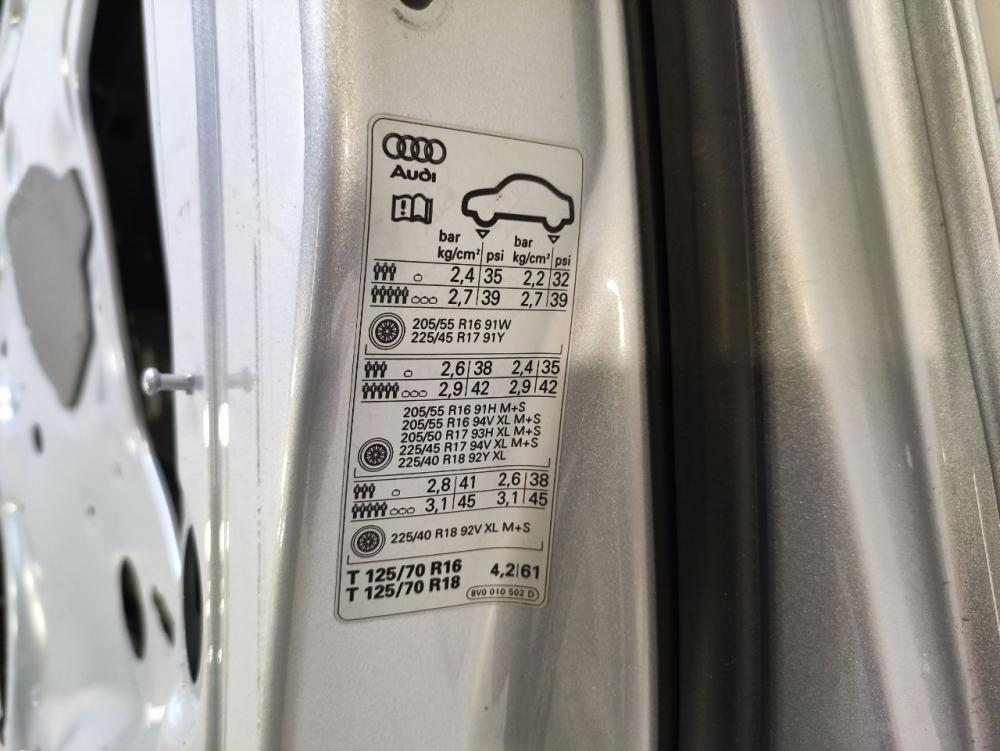 Audi
bar bar
kg/cm² psi kg/cm² psi
2,4 35 2,2 32
2,7 39 2,7 39
205/55 R16 91W
225/45 R17 91Y
2,6 38 2,4 35
2,9 42 2,9 42
205/55 R16 91H M+S
205/55 R16 94V XL M+S
205/50 R17 93H XL M+S
225/45 R17 94V XL M+S
225/40 R18 92Y XL
2,8 41 2,6 38
3,1 45 3,1 45
225/40 R18 92V XL M+S
T 125/70 R16 4,2 61
T 125/70 R18 8V0 010 502 D